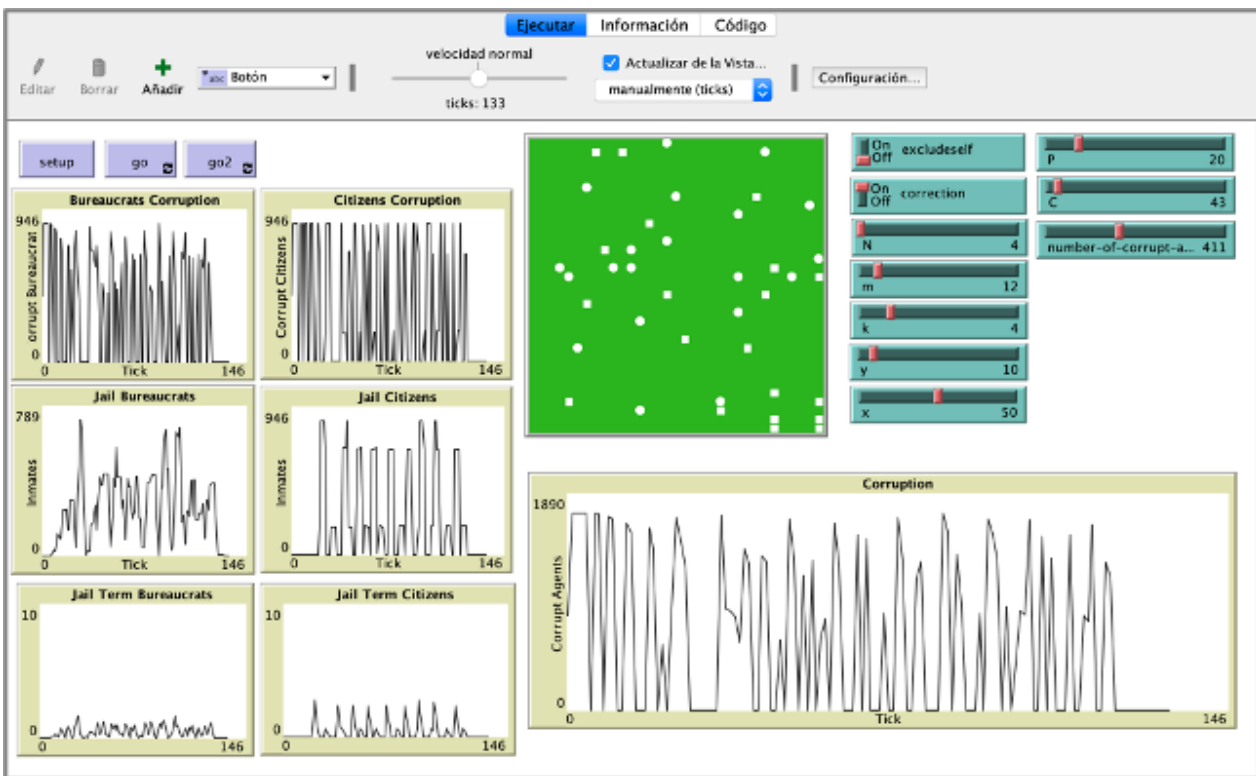 Ejecutar Información Código
Editar Borrar Añadir abc Botón
velocidad normal
ticks: 133
Actualizar de la Vista...
manualmente (ticks)
Configuración...
setup go go2
Bureaucrats Corruption
946
orrupt Bureaucrat
0
0 Tick 146
Citizens Corruption
946
Corrupt Citizens
0
0 Tick 146
Jail Bureaucrats
789
Inmates
0
0 Tick 146
Jail Citizens
946
Inmates
0
0 Tick 146
Jail Term Bureaucrats
10
0
0 146
Jail Term Citizens
10
0
0 146
On
Off excludeself
On
Off correction
N 4
m 12
k 4
y 10
x 50
P 20
C 43
number-of-corrupt-a... 411
Corruption
1890
Corrupt Agents
0
0 Tick 146